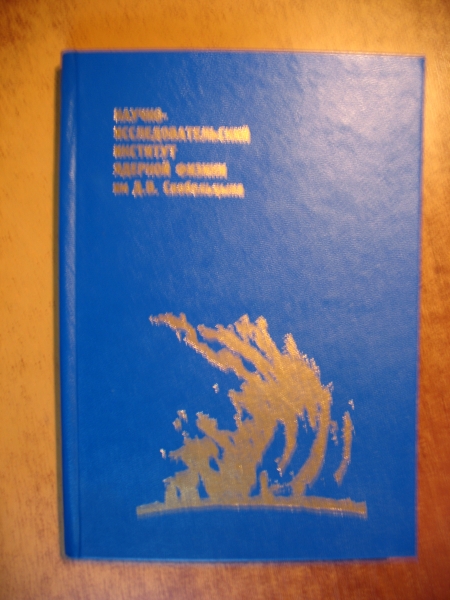 НАУЧНО-
ИССЛЕДОВАТЕЛЬСКИЙ
ИНСТИТУТ
ЯДЕРНОЙ ФИЗИКИ
им Д.В. Скобельцына